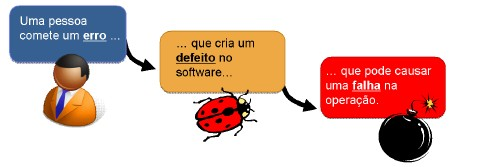 Uma pessoa
comete um erro ...
... que cria um
defeito no
software...
... que pode causar
uma falha na
operação.